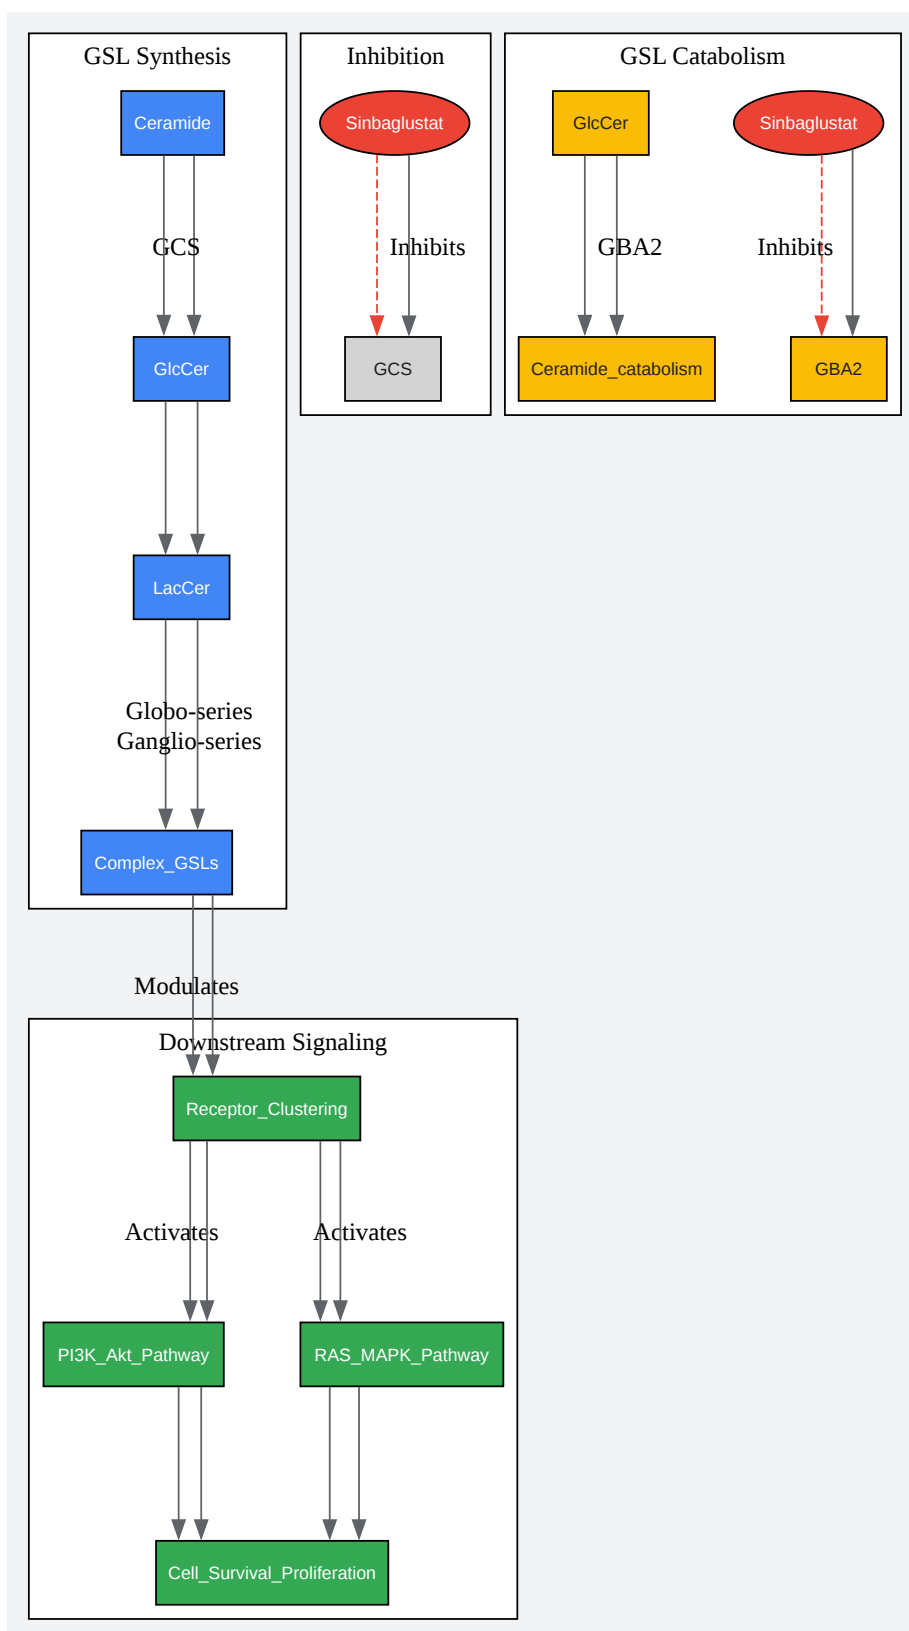 GSL Synthesis
Ceramide
GCS
GlcCer
LacCer
Globo-series
Ganglio-series
Complex_GSLs
Inhibition
Sinbaglustat
Inhibits
GCS
GSL Catabolism
GlcCer
Sinbaglustat
GBA2
Inhibits
Ceramide_catabolism
GBA2
Modulates
Downstream Signaling
Receptor_Clustering
Activates
Activates
PI3K_Akt_Pathway
RAS_MAPK_Pathway
Cell_Survival_Proliferation